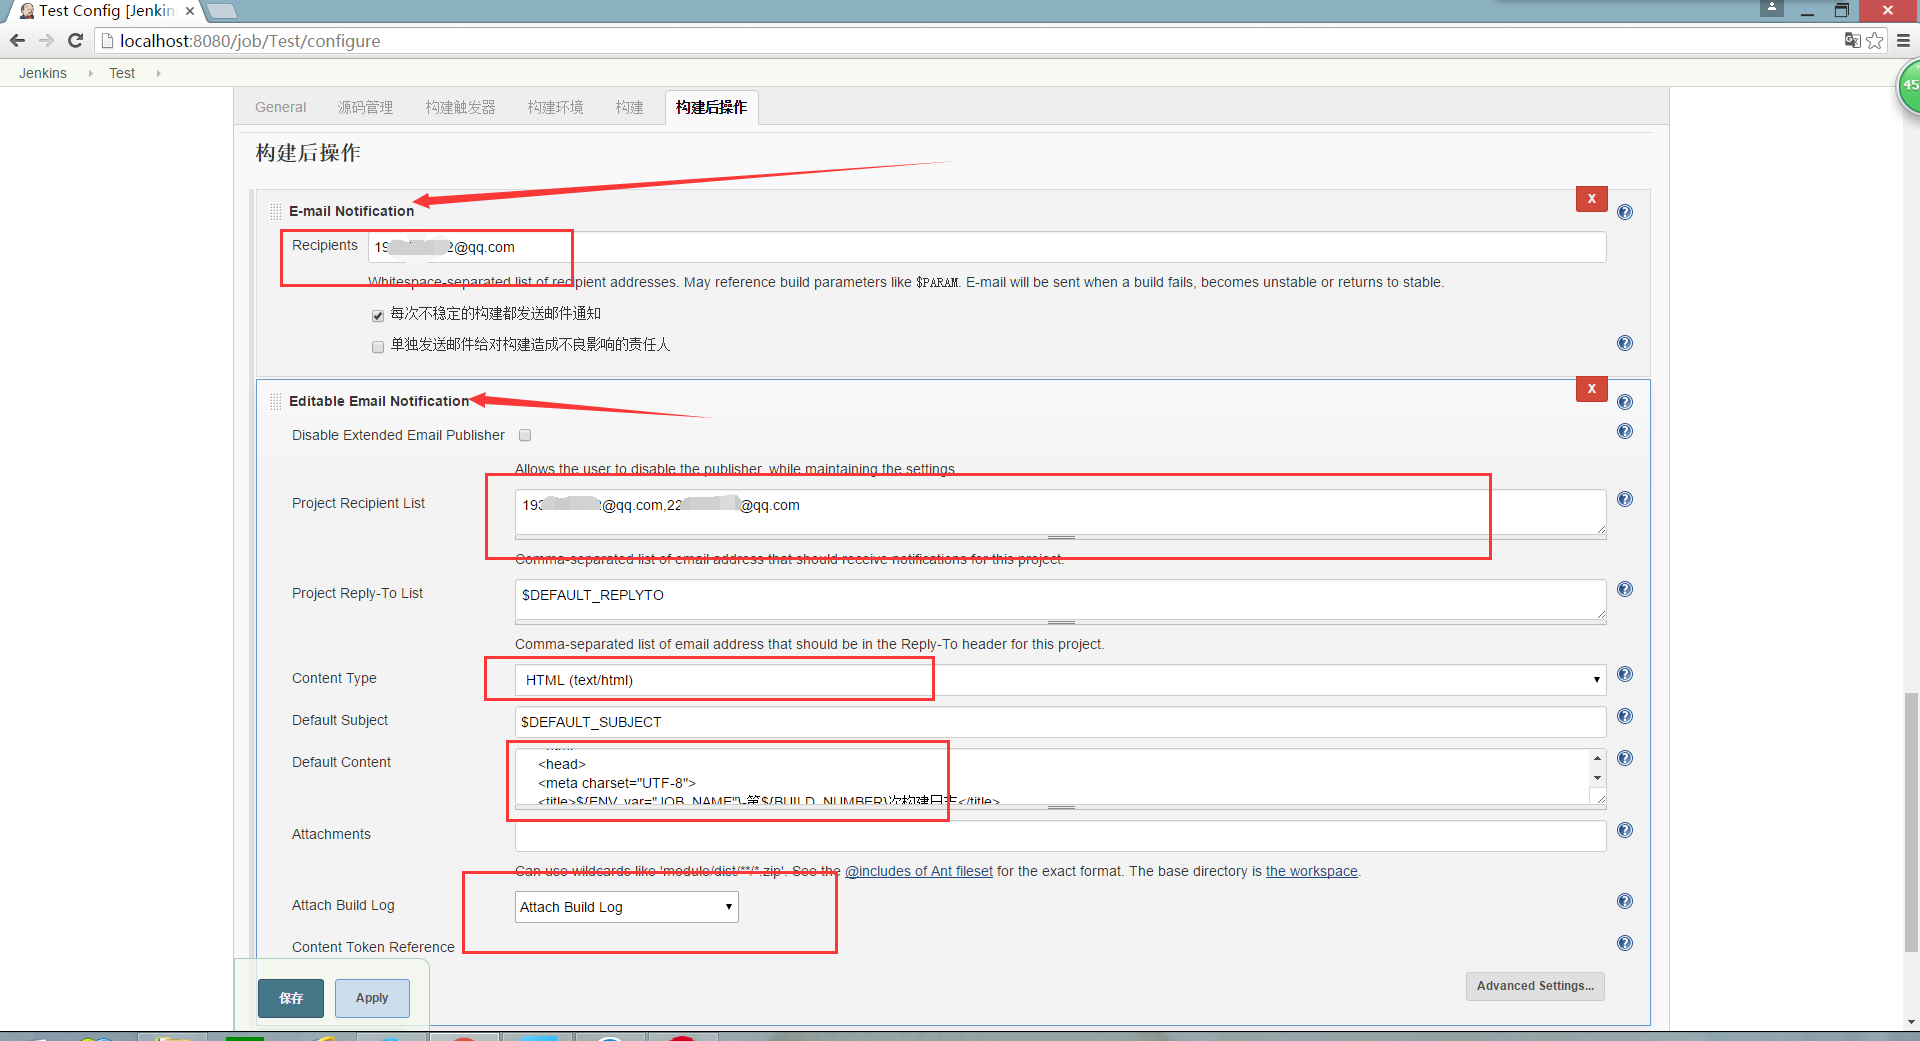 Test Config [Jenkin
localhost:8080/job/Test/configure
Jenkins Test
45
General 源码管理 构建触发器 构建环境 构建 构建后操作
构建后操作
X
E-mail Notification
Recipients 19 2@qq.com
Whitespace-separated list of recipient addresses. May reference build parameters like $PARAM. E-mail will be sent when a build fails, becomes unstable or returns to stable.
每次不稳定的构建都发送邮件通知
单独发送邮件给对构建造成不良影响的责任人
X
Editable Email Notification
Disable Extended Email Publisher
Allows the user to disable the publisher, while maintaining the settings
Project Recipient List 193 @qq.com,22 @qq.com
Comma-separated list of email address that should receive notifications for this project.
Project Reply-To List $DEFAULT_REPLYTO
Comma-separated list of email address that should be in the Reply-To header for this project.
Content Type HTML (text/html)
Default Subject $DEFAULT_SUBJECT
Default Content
<head>
<meta charset="UTF-8">
<title>${ENV, var="JOB_NAME"}-第${BUILD_NUMBER}次构建日志</title>
Attachments
Can use wildcards like 'module/dist/**/*.zip'. See the @includes of Ant fileset for the exact format. The base directory is the workspace.
Attach Build Log Attach Build Log
Content Token Reference
Advanced Settings...
保存 Apply